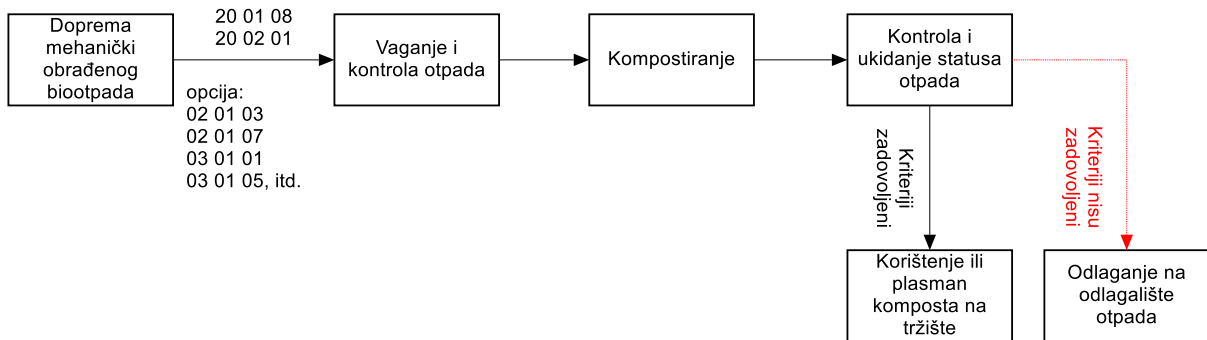 Doprema
mehanički
obrađenog
biootpada
20 01 08
20 02 01
opcija:
02 01 03
02 01 07
03 01 01
03 01 05, itd.
Vaganje i
kontrola otpada
Kompostiranje
Kontrola i
ukidanje statusa
otpada
Kriteriji
zadovoljeni
Kriteriji nisu
zadovoljeni
Korištenje ili
plasman
komposta na
tržište
Odlaganje na
odlagalište
otpada